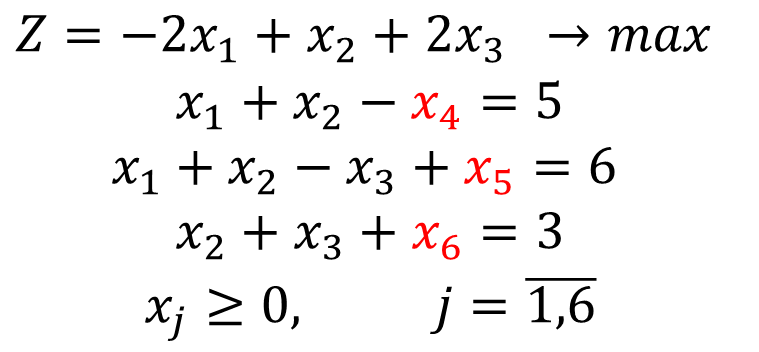 Z = −2x₁ + x₂ + 2x₃ → max
x₁ + x₂ − x₄ = 5
x₁ + x₂ − x₃ + x₅ = 6
x₂ + x₃ + x₆ = 3
xⱼ ≥ 0, j = 1,6̅